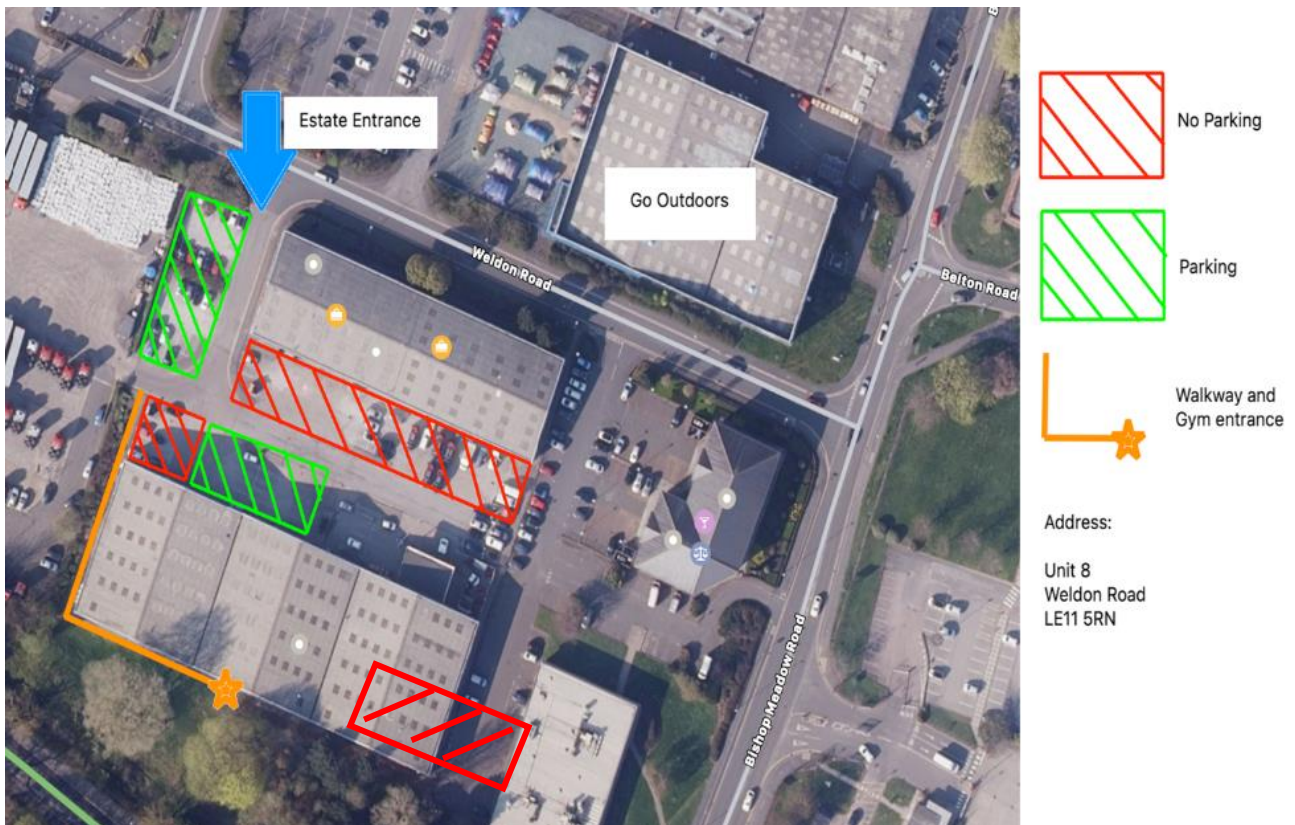 Estate Entrance
Go Outdoors
Weldon Road
Belton Road
Bishop Meadow Road
No Parking
Parking
Walkway and
Gym entrance
Address:
Unit 8
Weldon Road
LE11 5RN